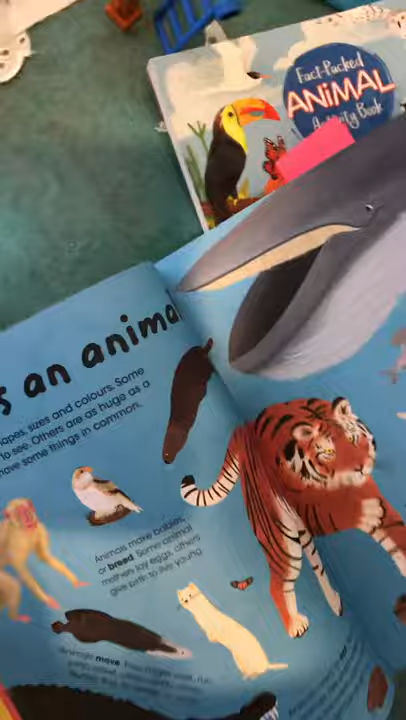 Fact-Packed
ANIMAL
Activity Book
s an anima
apes, sizes and colours. Some
to see. Others are as huge as a
have some things in common.
Animals make babies,
or breed. Some animal
mothers lay eggs, others
give birth to live young.
Animals move